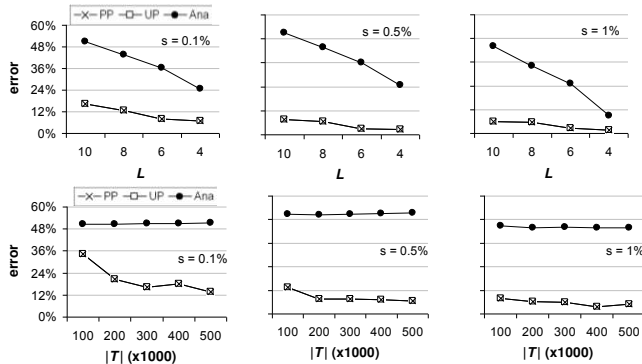 PP UP Ana
60%
48%
36%
24%
12%
0%
error
s = 0.1%
10 8 6 4
L
s = 0.5%
10 8 6 4
L
s = 1%
10 8 6 4
L
PP UP Ana
60%
48%
36%
24%
12%
0%
error
s = 0.1%
100 200 300 400 500
|T| (x1000)
s = 0.5%
100 200 300 400 500
|T| (x1000)
s = 1%
100 200 300 400 500
|T| (x1000)